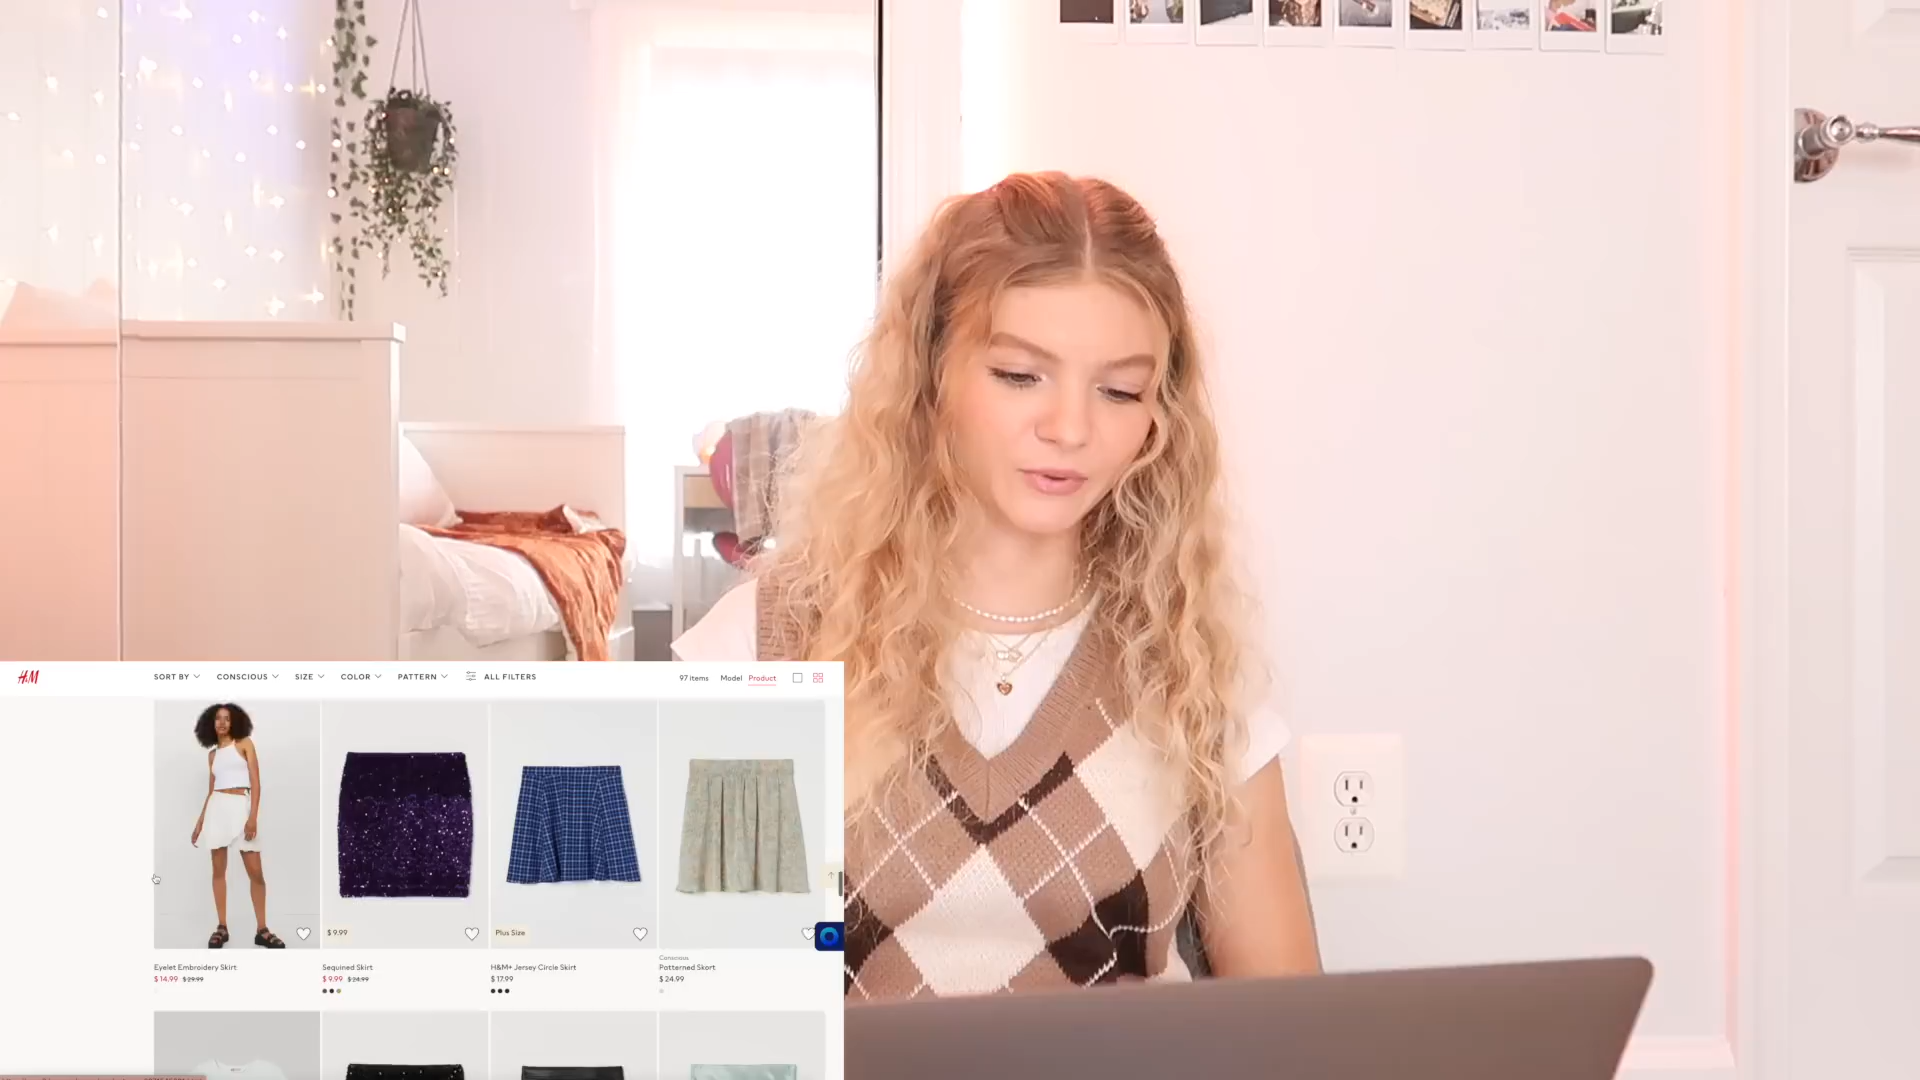 H&M
SORT BY CONSCIOUS SIZE COLOR PATTERN ALL FILTERS 97 items Model Product
$ 9.99
Plus Size
Conscious
Eyelet Embroidery Skirt
$ 14.99 $29.99
Sequined Skirt
$ 9.99 $24.99
H&M+ Jersey Circle Skirt
$ 17.99
Patterned Skort
$ 24.99